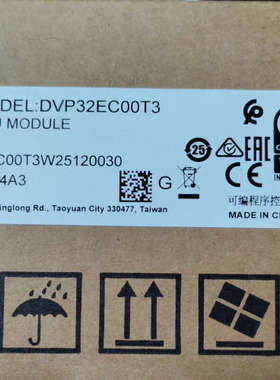 DEL:DVP32EC00T3
U MODULE
C00T3W25120030
4A3
G
25
CE
inglong Rd., Taoyuan City 330477, Taiwan
可编程序控
MADE IN C